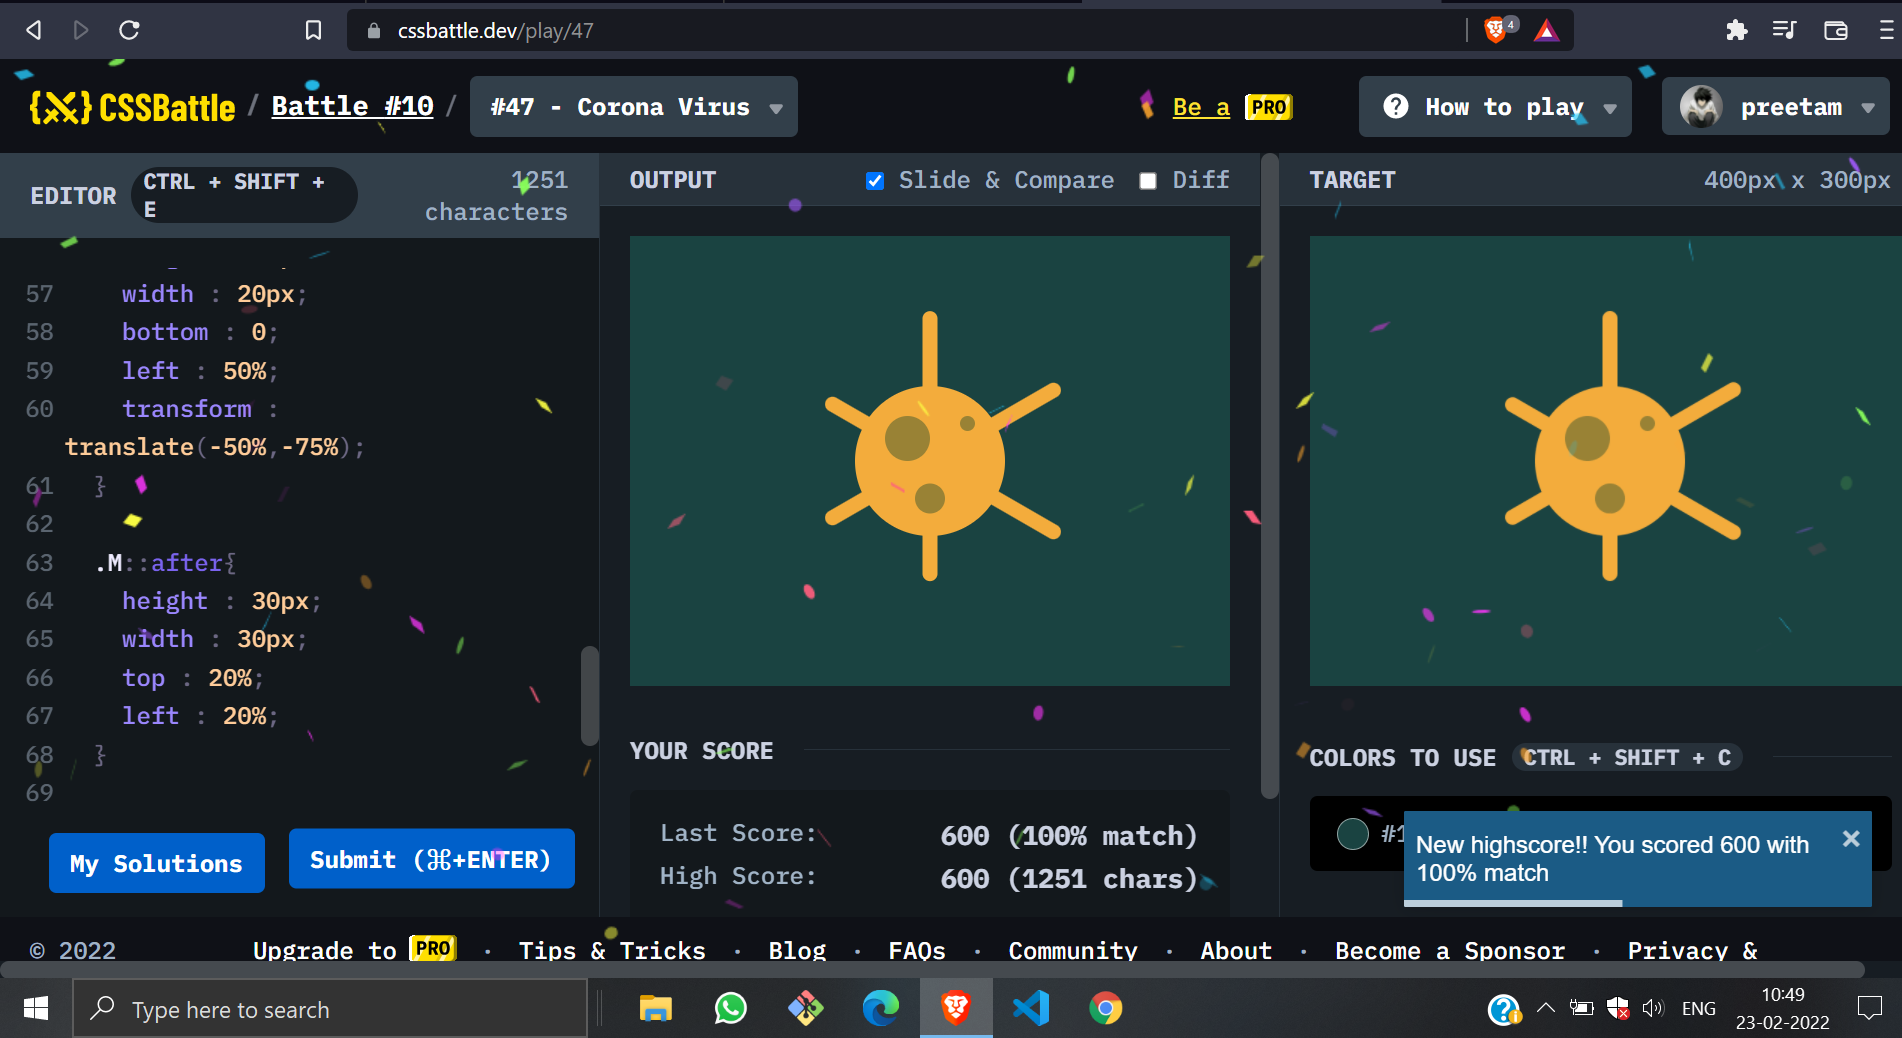 cssbattle.dev/play/47
4
{X} CSSBattle / Battle #10 / #47 - Corona Virus
Be a PRO
How to play
preetam
EDITOR CTRL + SHIFT + E
1251 characters
OUTPUT
Slide & Compare
Diff
TARGET
400px x 300px
57 width : 20px;
58 bottom : 0;
59 left : 50%;
60 transform :
translate(-50%,-75%);
61 }
62
63 .M::after{
64 height : 30px;
65 width : 30px;
66 top : 20%;
67 left : 20%;
68 }
69
My Solutions
Submit (⌘+ENTER)
YOUR SCORE
Last Score: 600 (100% match)
High Score: 600 (1251 chars)
COLORS TO USE CTRL + SHIFT + C
#1
New highscore!! You scored 600 with
100% match
© 2022
Upgrade to PRO · Tips & Tricks · Blog · FAQs · Community · About · Become a Sponsor · Privacy &
Type here to search
ENG
10:49
23-02-2022